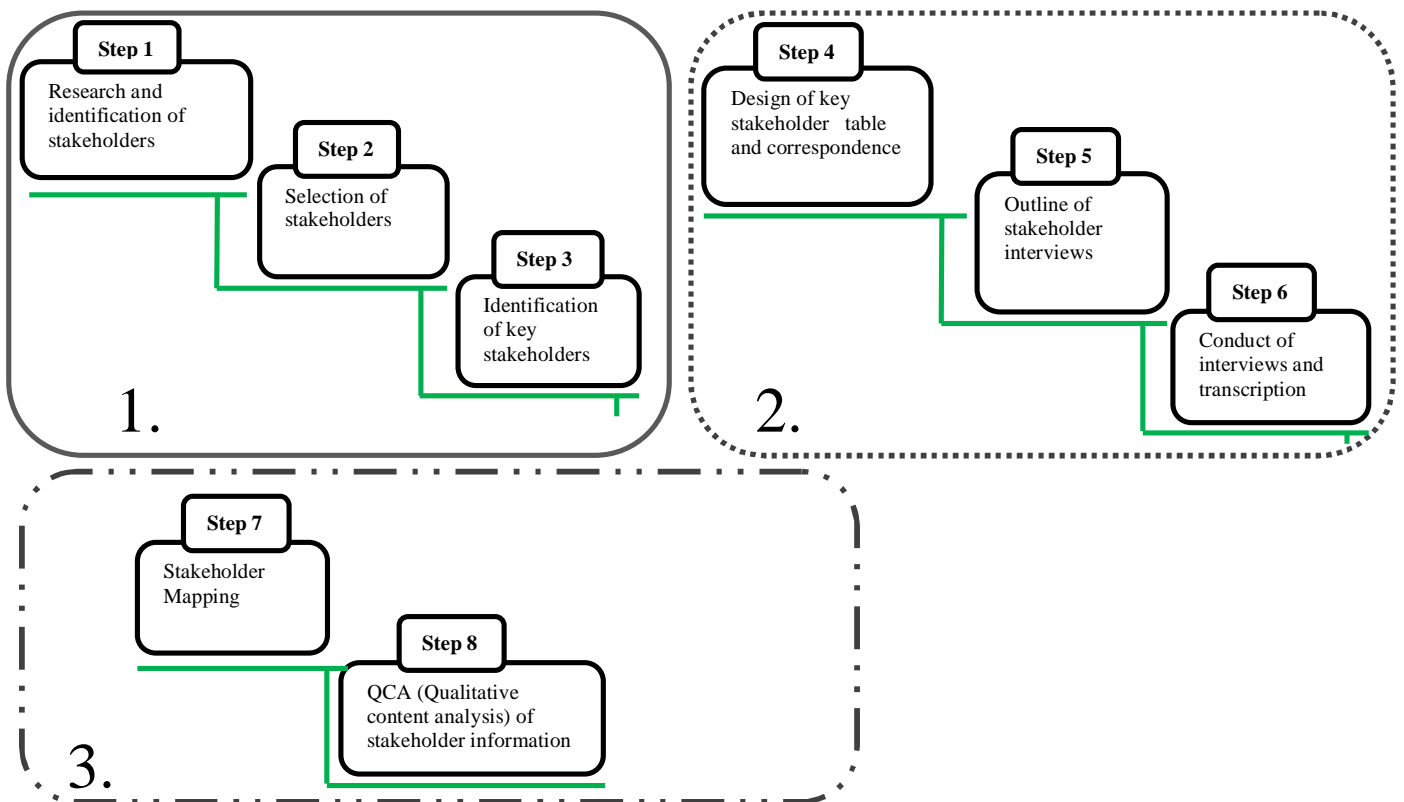 Step 1
Research and
identification of
stakeholders
Step 2
Selection of
stakeholders
Step 3
Identification
of key
stakeholders
1.
Step 4
Design of key
stakeholder table
and correspondence
Step 5
Outline of
stakeholder
interviews
Step 6
Conduct of
interviews and
transcription
2.
Step 7
Stakeholder
Mapping
Step 8
QCA (Qualitative
content analysis) of
stakeholder information
3.